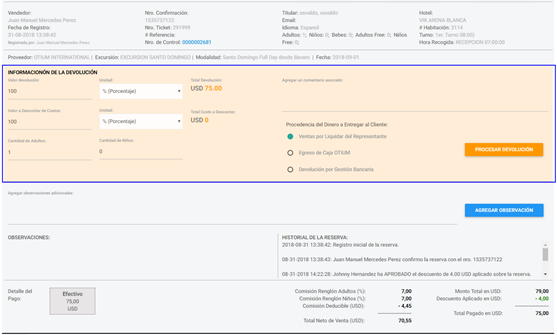 Vendedor:
Juan Manuel Mercedes Perez
Fecha de Registro:
31-08-2018 13:38:42
Registrado por Juan Manuel Mercedes Perez
Nro. Confirmación
1535737122
Nro. Ticket: 291999
# Referencia:
Nro. de Control: 0000002681
Titular: osvaldo, osvaldo
Email:
Idioma: Español
Adultos: 1; Niños: 0; Bebes: 0; Adultos Free: 0; Niños
Free: 0;
Hotel:
VIK ARENA BLANCA
# Habitación: 3114
Turno: 1er. Turno 08:00)
Hora Recogida: RECEPCION 07:00:00
Proveedor: OTIUM INTERNATIONAL | Excursión: EXCURSION SANTO DOMINGO | Modalidad: Santo Domingo Full Day desde Bavaro | Fecha: 2018-09-01
INFORMACIONÓN DE LA DEVOLUCIÓN
Valor devolución:
100
Unidad:
% (Porcentaje)
Total Devolución:
USD 75.00
Agregar un comentario asociado:
Valor a Descontar de Costos:
100
Unidad:
% (Porcentaje)
Total Costo a Descontar:
USD 0
Cantidad de Adultos:
1
Cantidad de Niños:
0
Procedencia del Dinero a Entregar al Cliente:
Ventas por Liquidar del Representante
Egreso de Caja OTIUM
Devolución por Gestión Bancaria
PROCESAR DEVOLUCIÓN
Agregar observaciones adicionales:
AGREGAR OBSERVACIÓN
OBSERVACIONES:
HISTORIAL DE LA RESERVA:
2018-08-31 13:38:42: Registro inicial de la reserva.
08-31-2018 13:38:43: Juan Manuel Mercedes Perez confirmo la reserva con el nro. 1535737122
08-31-2018 14:22:28: Johnny Hernandez ha APROBADO el descuento de 4.00 USD aplicado sobre la reserva.
Detalle del
Pago:
Efectivo
75,00
USD
Comisión Renglón Adultos (%): 7,00
Comisión Renglón Niños (%): 7,00
Comisión Deducible (USD): - 4,45
Total Neto de Venta (USD): 70,55
Monto Total en USD: 79,00
Descuento Aplicado en USD: - 4,00
Total Pagado en USD: 75,00